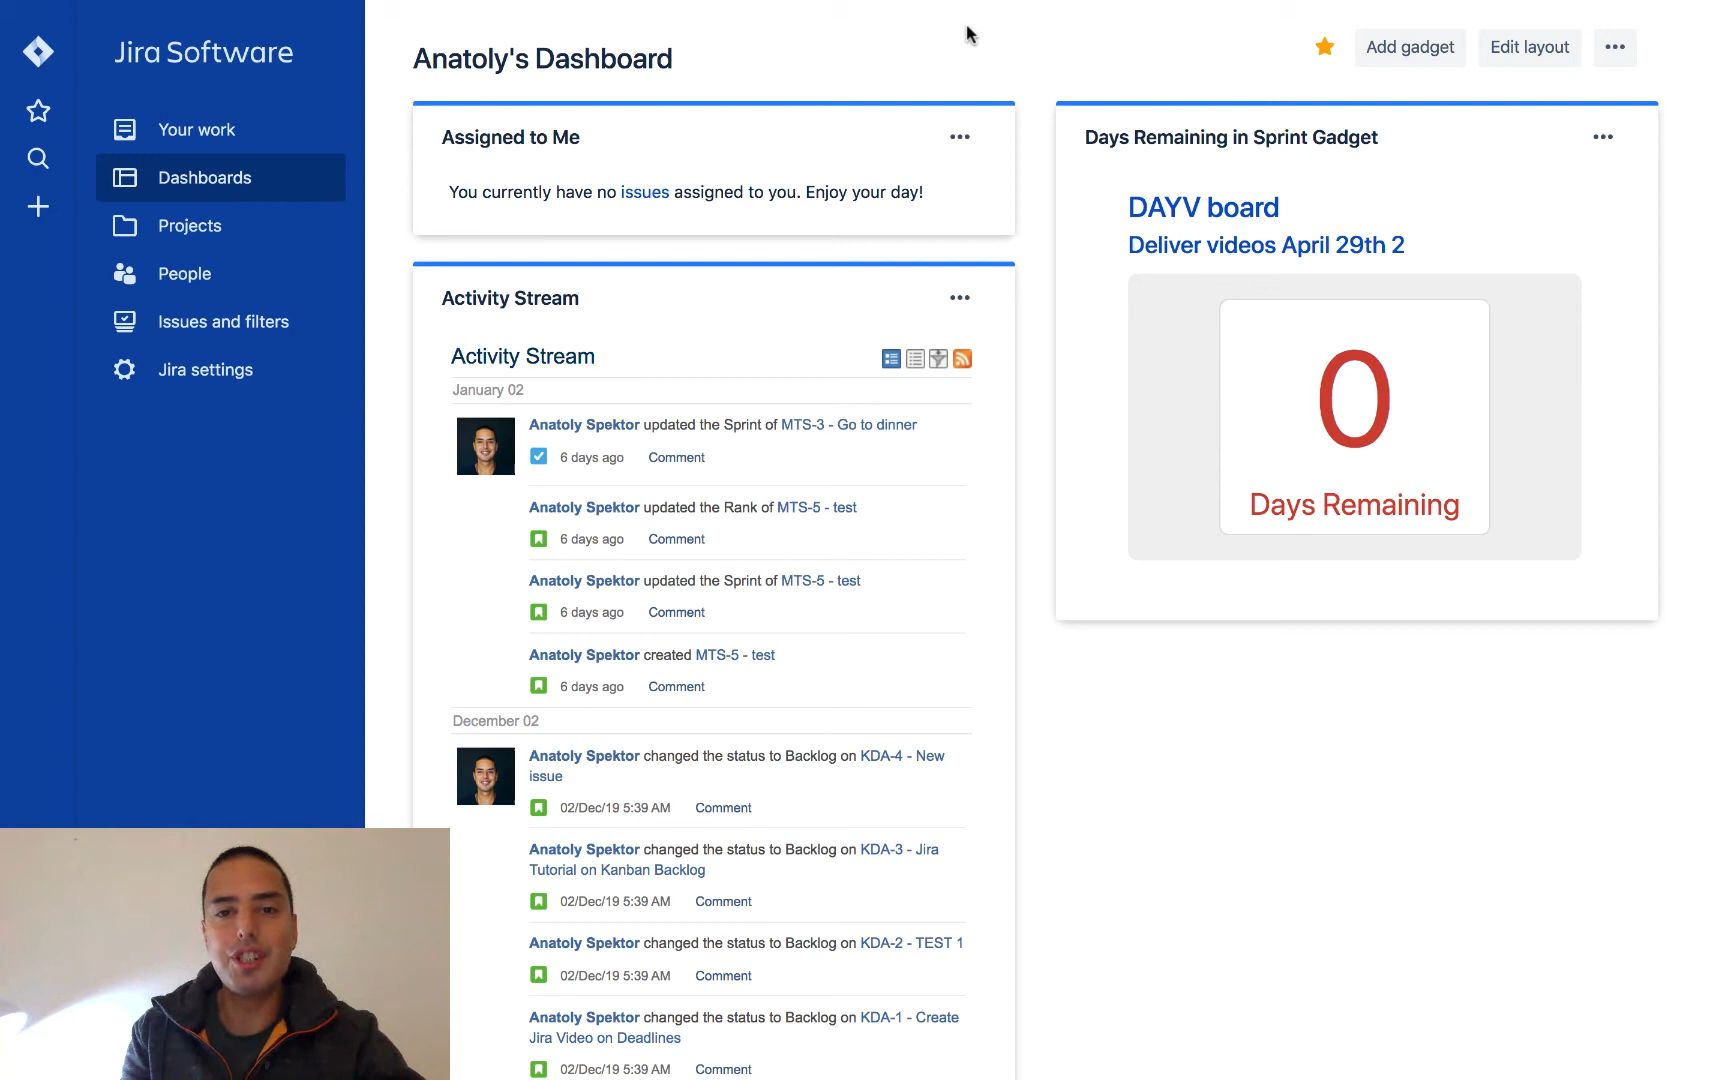 Jira Software
Your work
Dashboards
Projects
People
Issues and filters
Jira settings
Anatoly's Dashboard
Add gadget
Edit layout
Assigned to Me
You currently have no issues assigned to you. Enjoy your day!
Activity Stream
Activity Stream
January 02
Anatoly Spektor updated the Sprint of MTS-3 - Go to dinner
6 days ago Comment
Anatoly Spektor updated the Rank of MTS-5 - test
6 days ago Comment
Anatoly Spektor updated the Sprint of MTS-5 - test
6 days ago Comment
Anatoly Spektor created MTS-5 - test
6 days ago Comment
December 02
Anatoly Spektor changed the status to Backlog on KDA-4 - New
issue
02/Dec/19 5:39 AM Comment
Anatoly Spektor changed the status to Backlog on KDA-3 - Jira
Tutorial on Kanban Backlog
02/Dec/19 5:39 AM Comment
Anatoly Spektor changed the status to Backlog on KDA-2 - TEST 1
02/Dec/19 5:39 AM Comment
Anatoly Spektor changed the status to Backlog on KDA-1 - Create
Jira Video on Deadlines
02/Dec/19 5:39 AM Comment
Days Remaining in Sprint Gadget
DAYV board
Deliver videos April 29th 2
0
Days Remaining